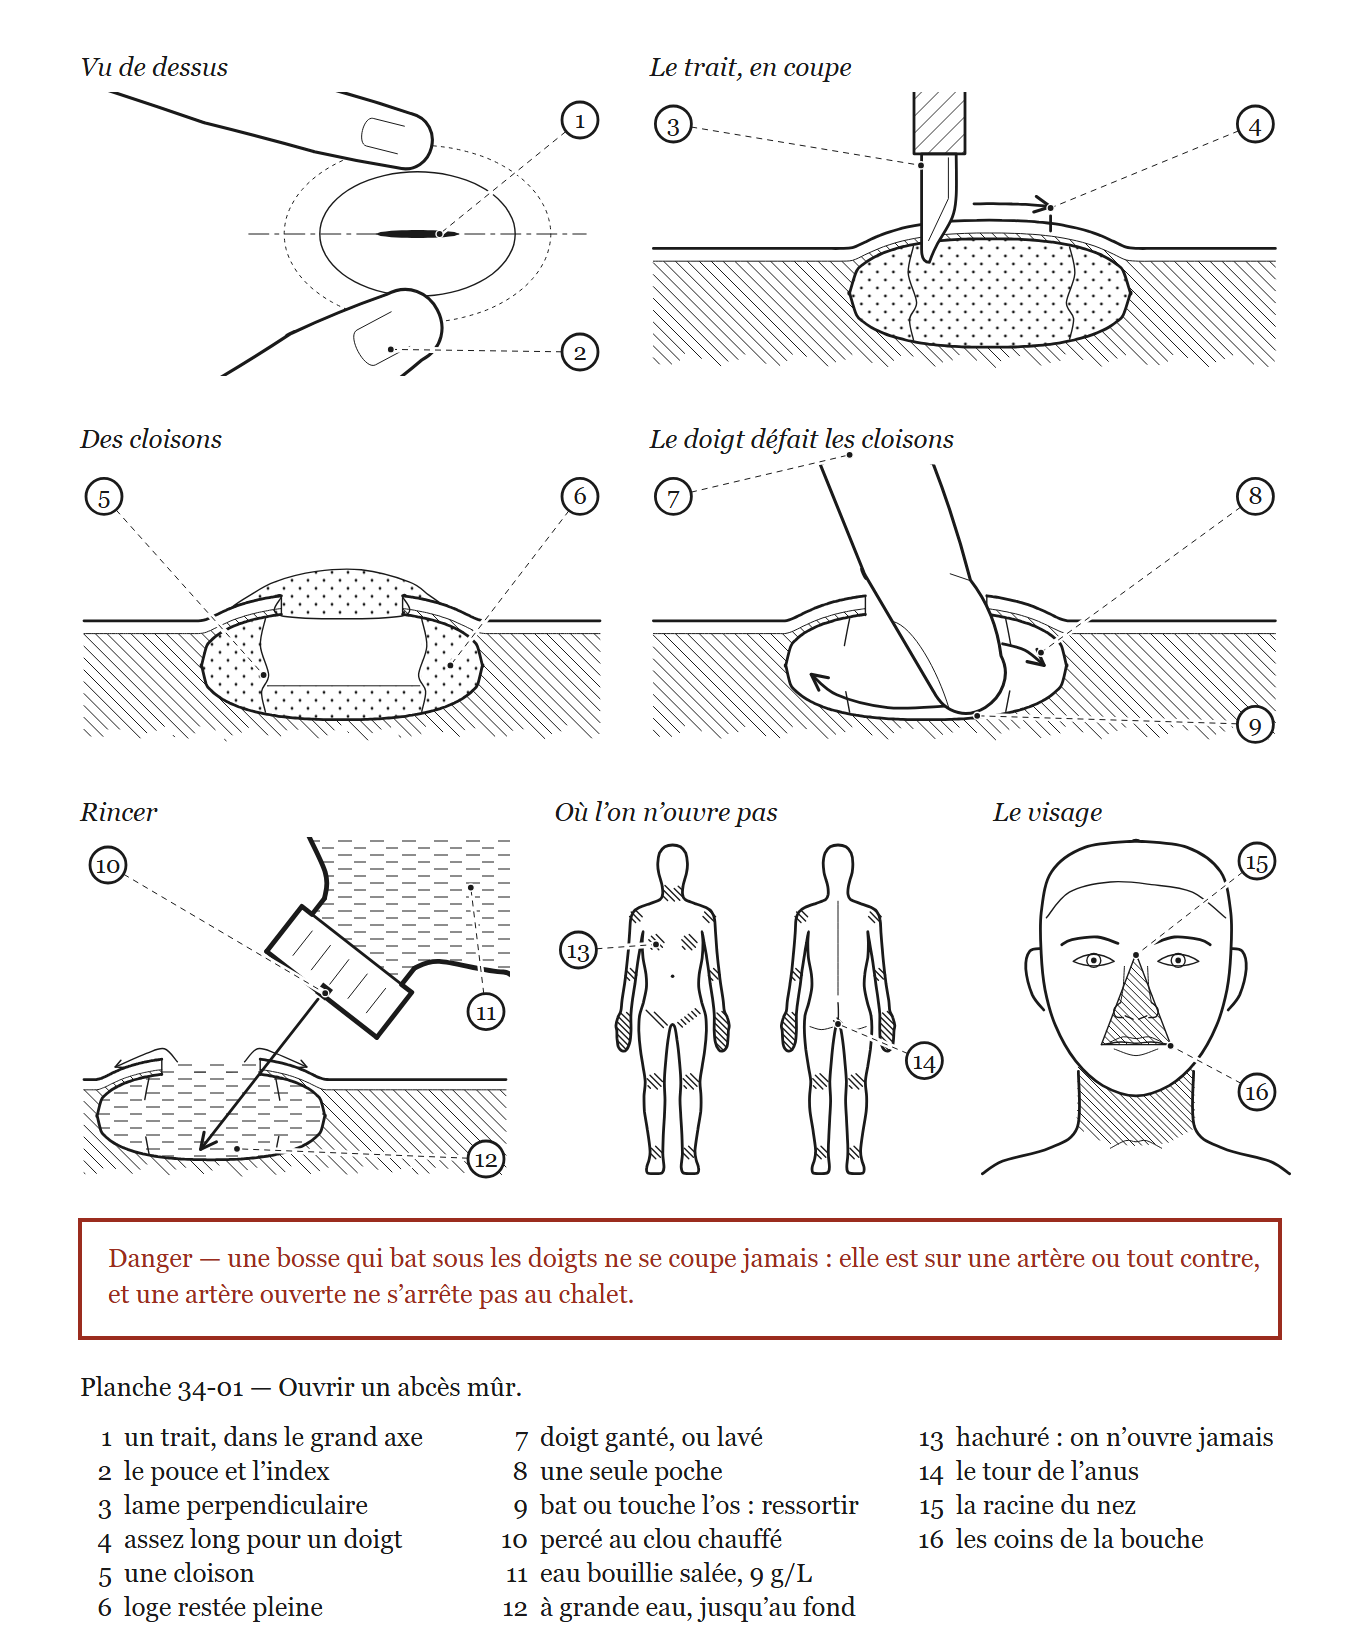 Vu de dessus
Le trait, en coupe
1
2
3
4
Des cloisons
Le doigt défait les cloisons
5
6
7
8
9
Rincer
Où l’on n’ouvre pas
Le visage
10
11
12
13
14
15
16
Danger — une bosse qui bat sous les doigts ne se coupe jamais : elle est sur une artère ou tout contre,
et une artère ouverte ne s’arrête pas au chalet.
Planche 34-01 — Ouvrir un abcès mûr.
1 un trait, dans le grand axe
2 le pouce et l’index
3 lame perpendiculaire
4 assez long pour un doigt
5 une cloison
6 loge restée pleine
7 doigt ganté, ou lavé
8 une seule poche
9 bat ou touche l’os : ressortir
10 percé au clou chauffé
11 eau bouillie salée, 9 g/L
12 à grande eau, jusqu’au fond
13 hachuré : on n’ouvre jamais
14 le tour de l’anus
15 la racine du nez
16 les coins de la bouche